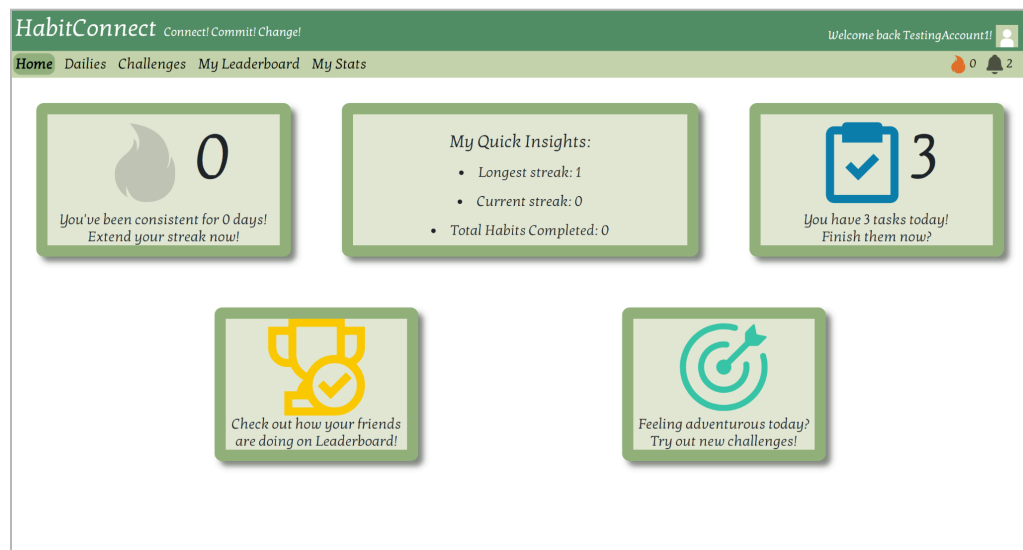 HabitConnect Connect! Commit! Change!
Welcome back TestingAccount1!
Home Dailies Challenges My Leaderboard My Stats
0 2
0
You've been consistent for 0 days!
Extend your streak now!
My Quick Insights:
• Longest streak: 1
• Current streak: 0
• Total Habits Completed: 0
3
You have 3 tasks today!
Finish them now?
Check out how your friends
are doing on Leaderboard!
Feeling adventurous today?
Try out new challenges!